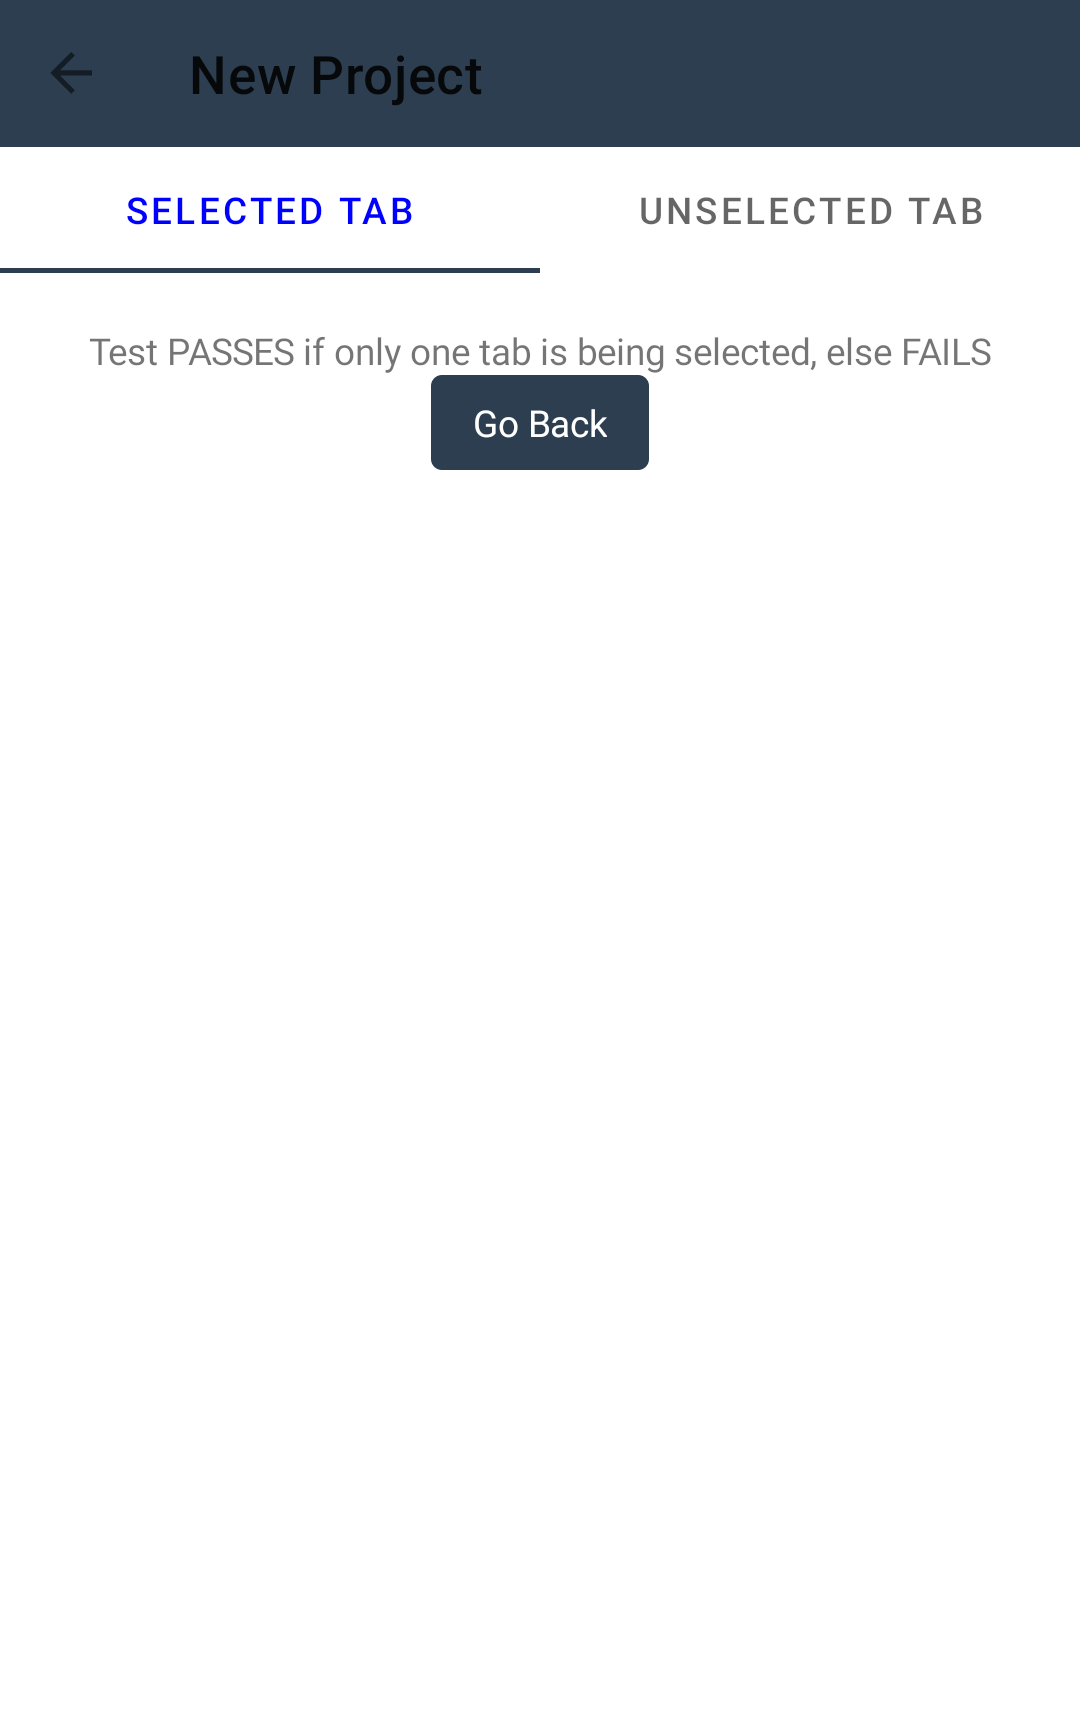 New Project
SELECTED TAB UNSELECTED TAB
Test PASSES if only one tab is being selected, else FAILS
Go Back